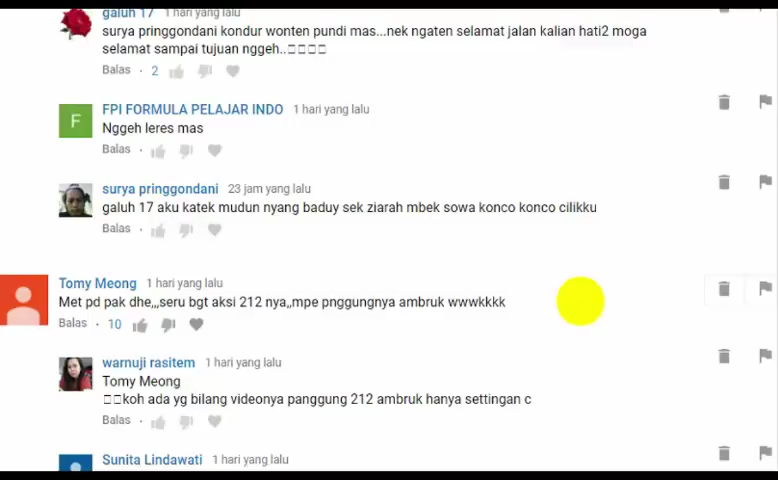 galuh 17 1 hari yang lalu
surya pringgondani kondur wonten pundi mas...nek ngaten selamat jalan kalian hati2 moga
selamat sampai tujuan nggeh..
Balas · 2
F
FPI FORMULA PELAJAR INDO 1 hari yang lalu
Nggeh leres mas
Balas ·
surya pringgondani 23 jam yang lalu
galuh 17 aku katek mudun nyang baduy sek ziarah mbek sowa konco konco cilikku
Balas ·
Tomy Meong 1 hari yang lalu
Met pd pak dhe,,,seru bgt aksi 212 nya,,mpe pnggungnya ambruk wwwkkkk
Balas · 10
warnuji rasitem 1 hari yang lalu
Tomy Meong
koh ada yg bilang videonya panggung 212 ambruk hanya settingan c
Balas ·
Sunita Lindawati 1 hari yang lalu